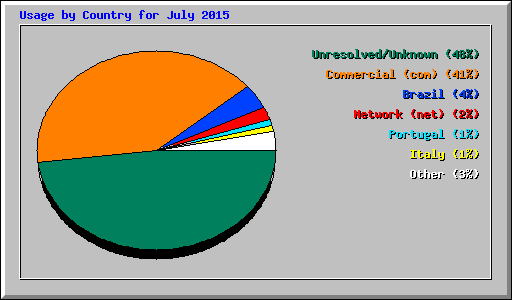 Usage by Country for July 2015
Unresolved/Unknown (48%)
Commercial (com) (41%)
Brazil (4%)
Network (net) (2%)
Portugal (1%)
Italy (1%)
Other (3%)